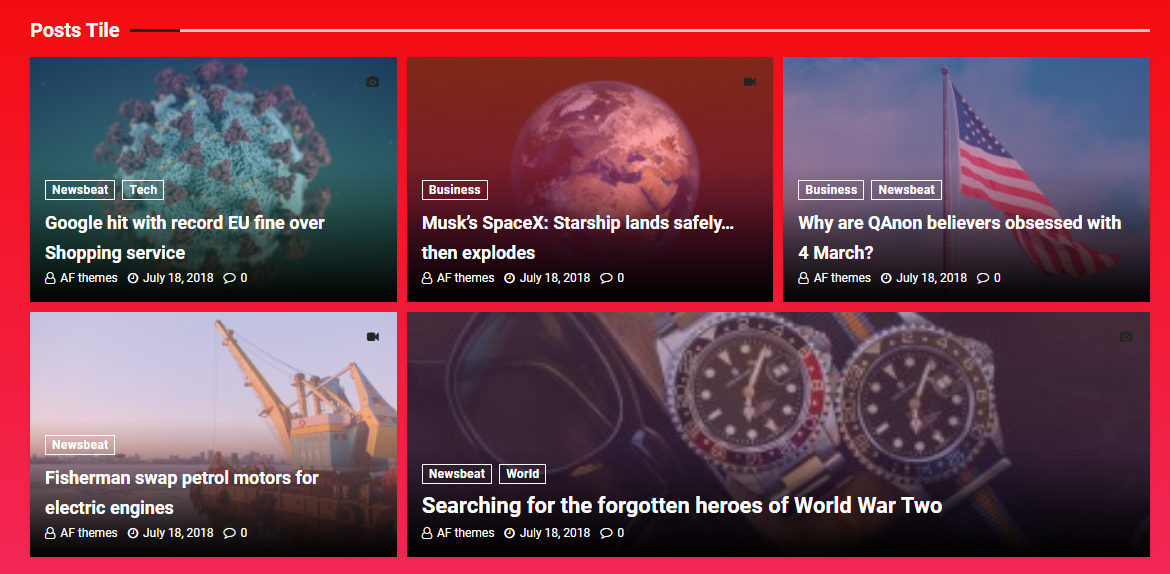 Posts Tile
Newsbeat Tech
Google hit with record EU fine over
Shopping service
AF themes July 18, 2018 0
Business
Musk’s SpaceX: Starship lands safely…
then explodes
AF themes July 18, 2018 0
Business Newsbeat
Why are QAnon believers obsessed with
4 March?
AF themes July 18, 2018 0
Newsbeat
Fisherman swap petrol motors for
electric engines
AF themes July 18, 2018 0
Newsbeat World
Searching for the forgotten heroes of World War Two
AF themes July 18, 2018 0